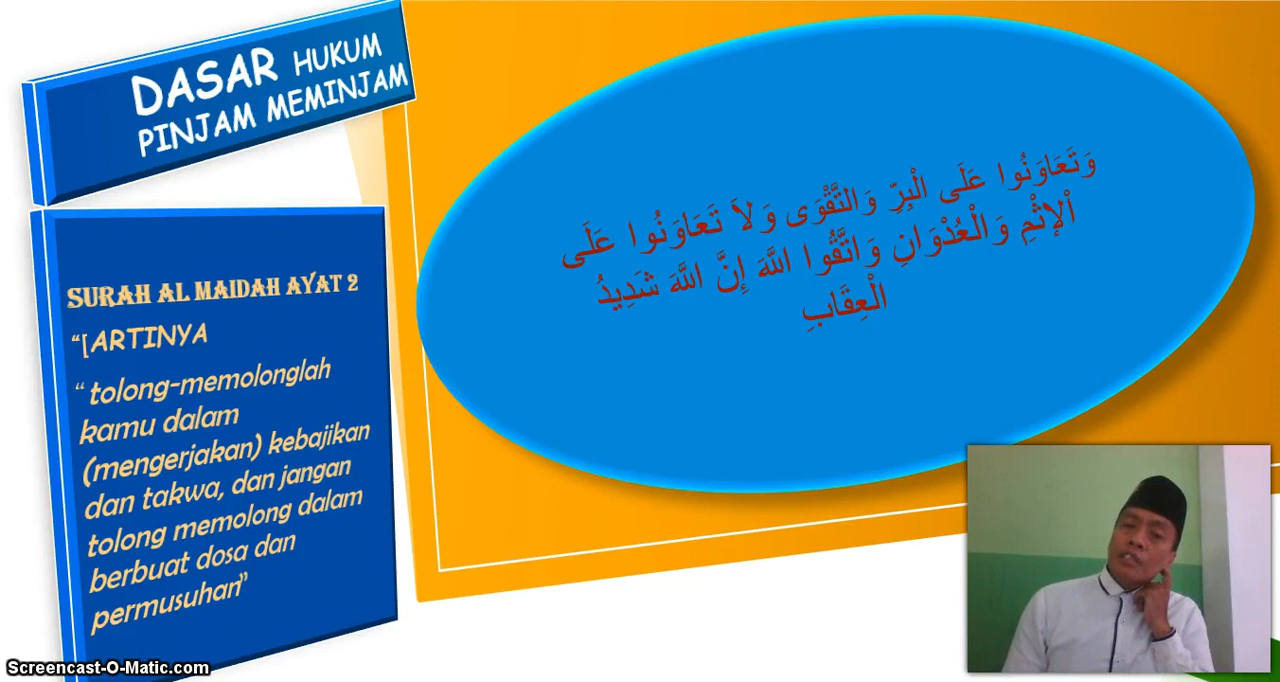 DASAR HUKUM
PINJAM MEMINJAM
SURAH AL MAIDAH AYAT 2
“[ARTINYA
“ tolong-memolonglah
kamu dalam
(mengerjakan) kebajikan
dan takwa, dan jangan
tolong memolong dalam
berbuat dosa dan
permusuhan”
وَتَعَاوَنُوا عَلَى الْبِرِّ وَالتَّقْوَى وَلاَ تَعَاوَنُوا عَلَى
اْلإِثْمِ وَالْعُدْوَانِ وَاتَّقُوا اللَّهَ إِنَّ اللَّهَ شَدِيدُ
الْعِقَابِ
Screencast-O-Matic.com